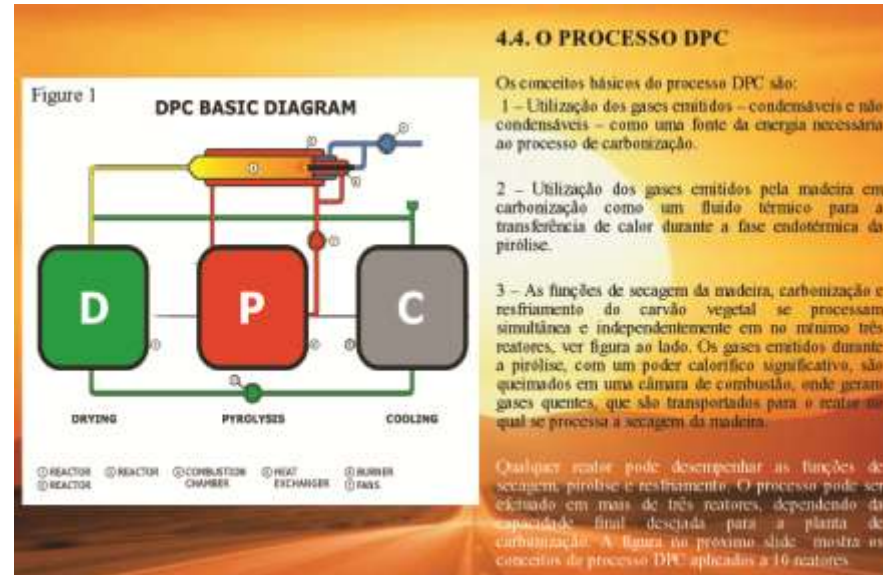 4.4. O PROCESSO DPC
Os conceitos básicos do processo DPC são:
1 – Utilização dos gases emitidos – condensáveis e não
condensáveis – como uma fonte da energia necessária
ao processo de carbonização.
2 – Utilização dos gases emitidos pela madeira em
carbonização como um fluido térmico para a
transferência de calor durante a fase endotérmica da
pirólise.
3 – As funções de secagem da madeira, carbonização e
resfriamento do carvão vegetal se processam
simultânea e independentemente em no mínimo três
reatores, ver figura ao lado. Os gases emitidos durante
a pirólise, com um poder calorífico significativo, são
queimados em uma câmara de combustão, onde geram
gases quentes, que são transportados para o reator no
qual se processa a secagem da madeira.
Qualquer reator pode desempenhar as funções de
secagem, pirólise e resfriamento. O processo pode ser
efetuado em mais de três reatores, dependendo da
capacidade final desejada para a planta de
carbonização. A figura no próximo slide mostra os
conceitos do processo DPC aplicados a 16 reatores
Figure 1
DPC BASIC DIAGRAM
D
P
C
DRYING
PYROLYSIS
COOLING
REACTOR
REACTOR
COMBUSTION
CHAMBER
HEAT
EXCHANGER
BURNER
REACTOR
FANS